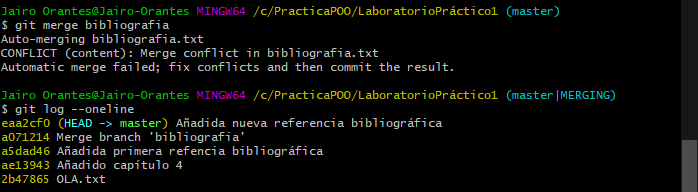 Jairo Orantes@Jairo-Orantes MINGW64 /c/PracticaPOO/LaboratorioPráctico1 (master)
$ git merge bibliografia
Auto-merging bibliografia.txt
CONFLICT (content): Merge conflict in bibliografia.txt
Automatic merge failed; fix conflicts and then commit the result.

Jairo Orantes@Jairo-Orantes MINGW64 /c/PracticaPOO/LaboratorioPráctico1 (master|MERGING)
$ git log --oneline
eaa2cf0 (HEAD -> master) Añadida nueva referencia bibliográfica
a071214 Merge branch 'bibliografia'
a5dad46 Añadida primera refencia bibliográfica
ae13943 Añadido capítulo 4
2b47865 OLA.txt